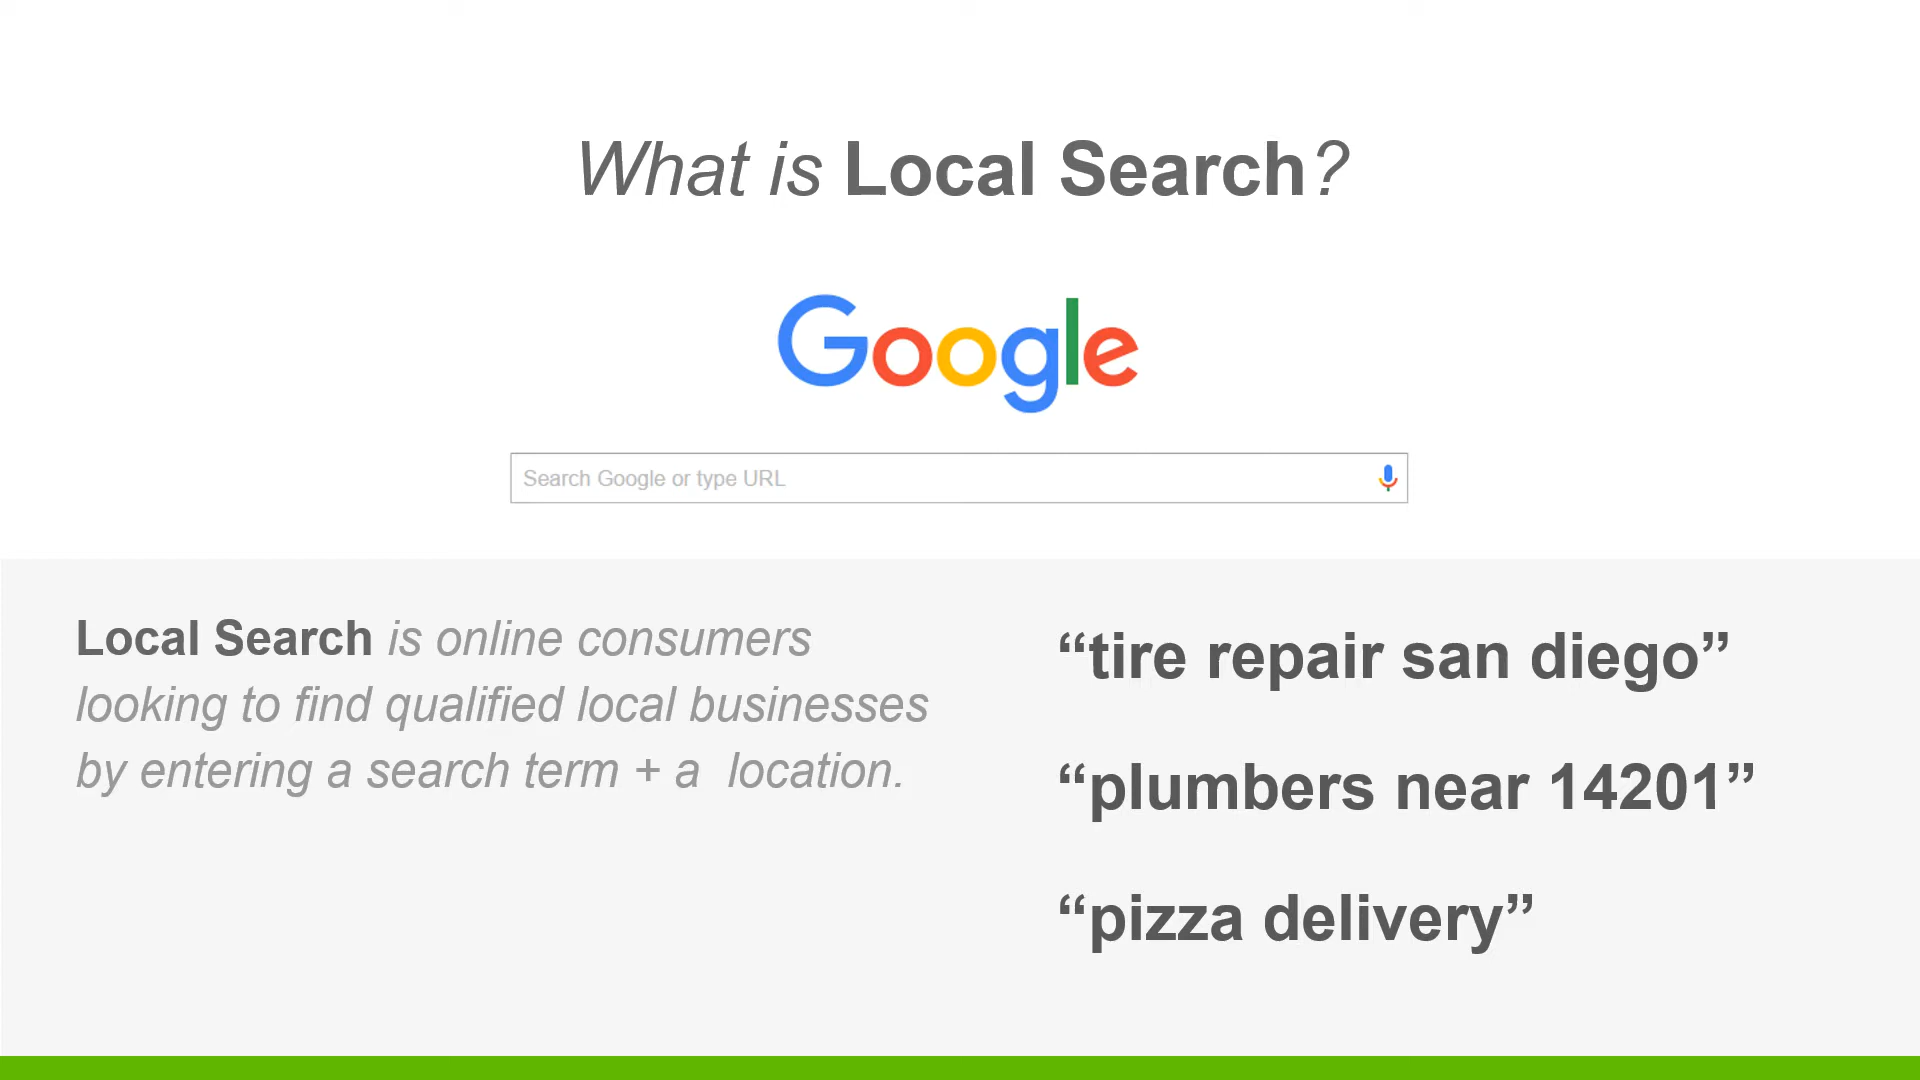 What is Local Search?
Google
Search Google or type URL
Local Search is online consumers
looking to find qualified local businesses
by entering a search term + a  location.
“tire repair san diego”
“plumbers near 14201”
“pizza delivery”